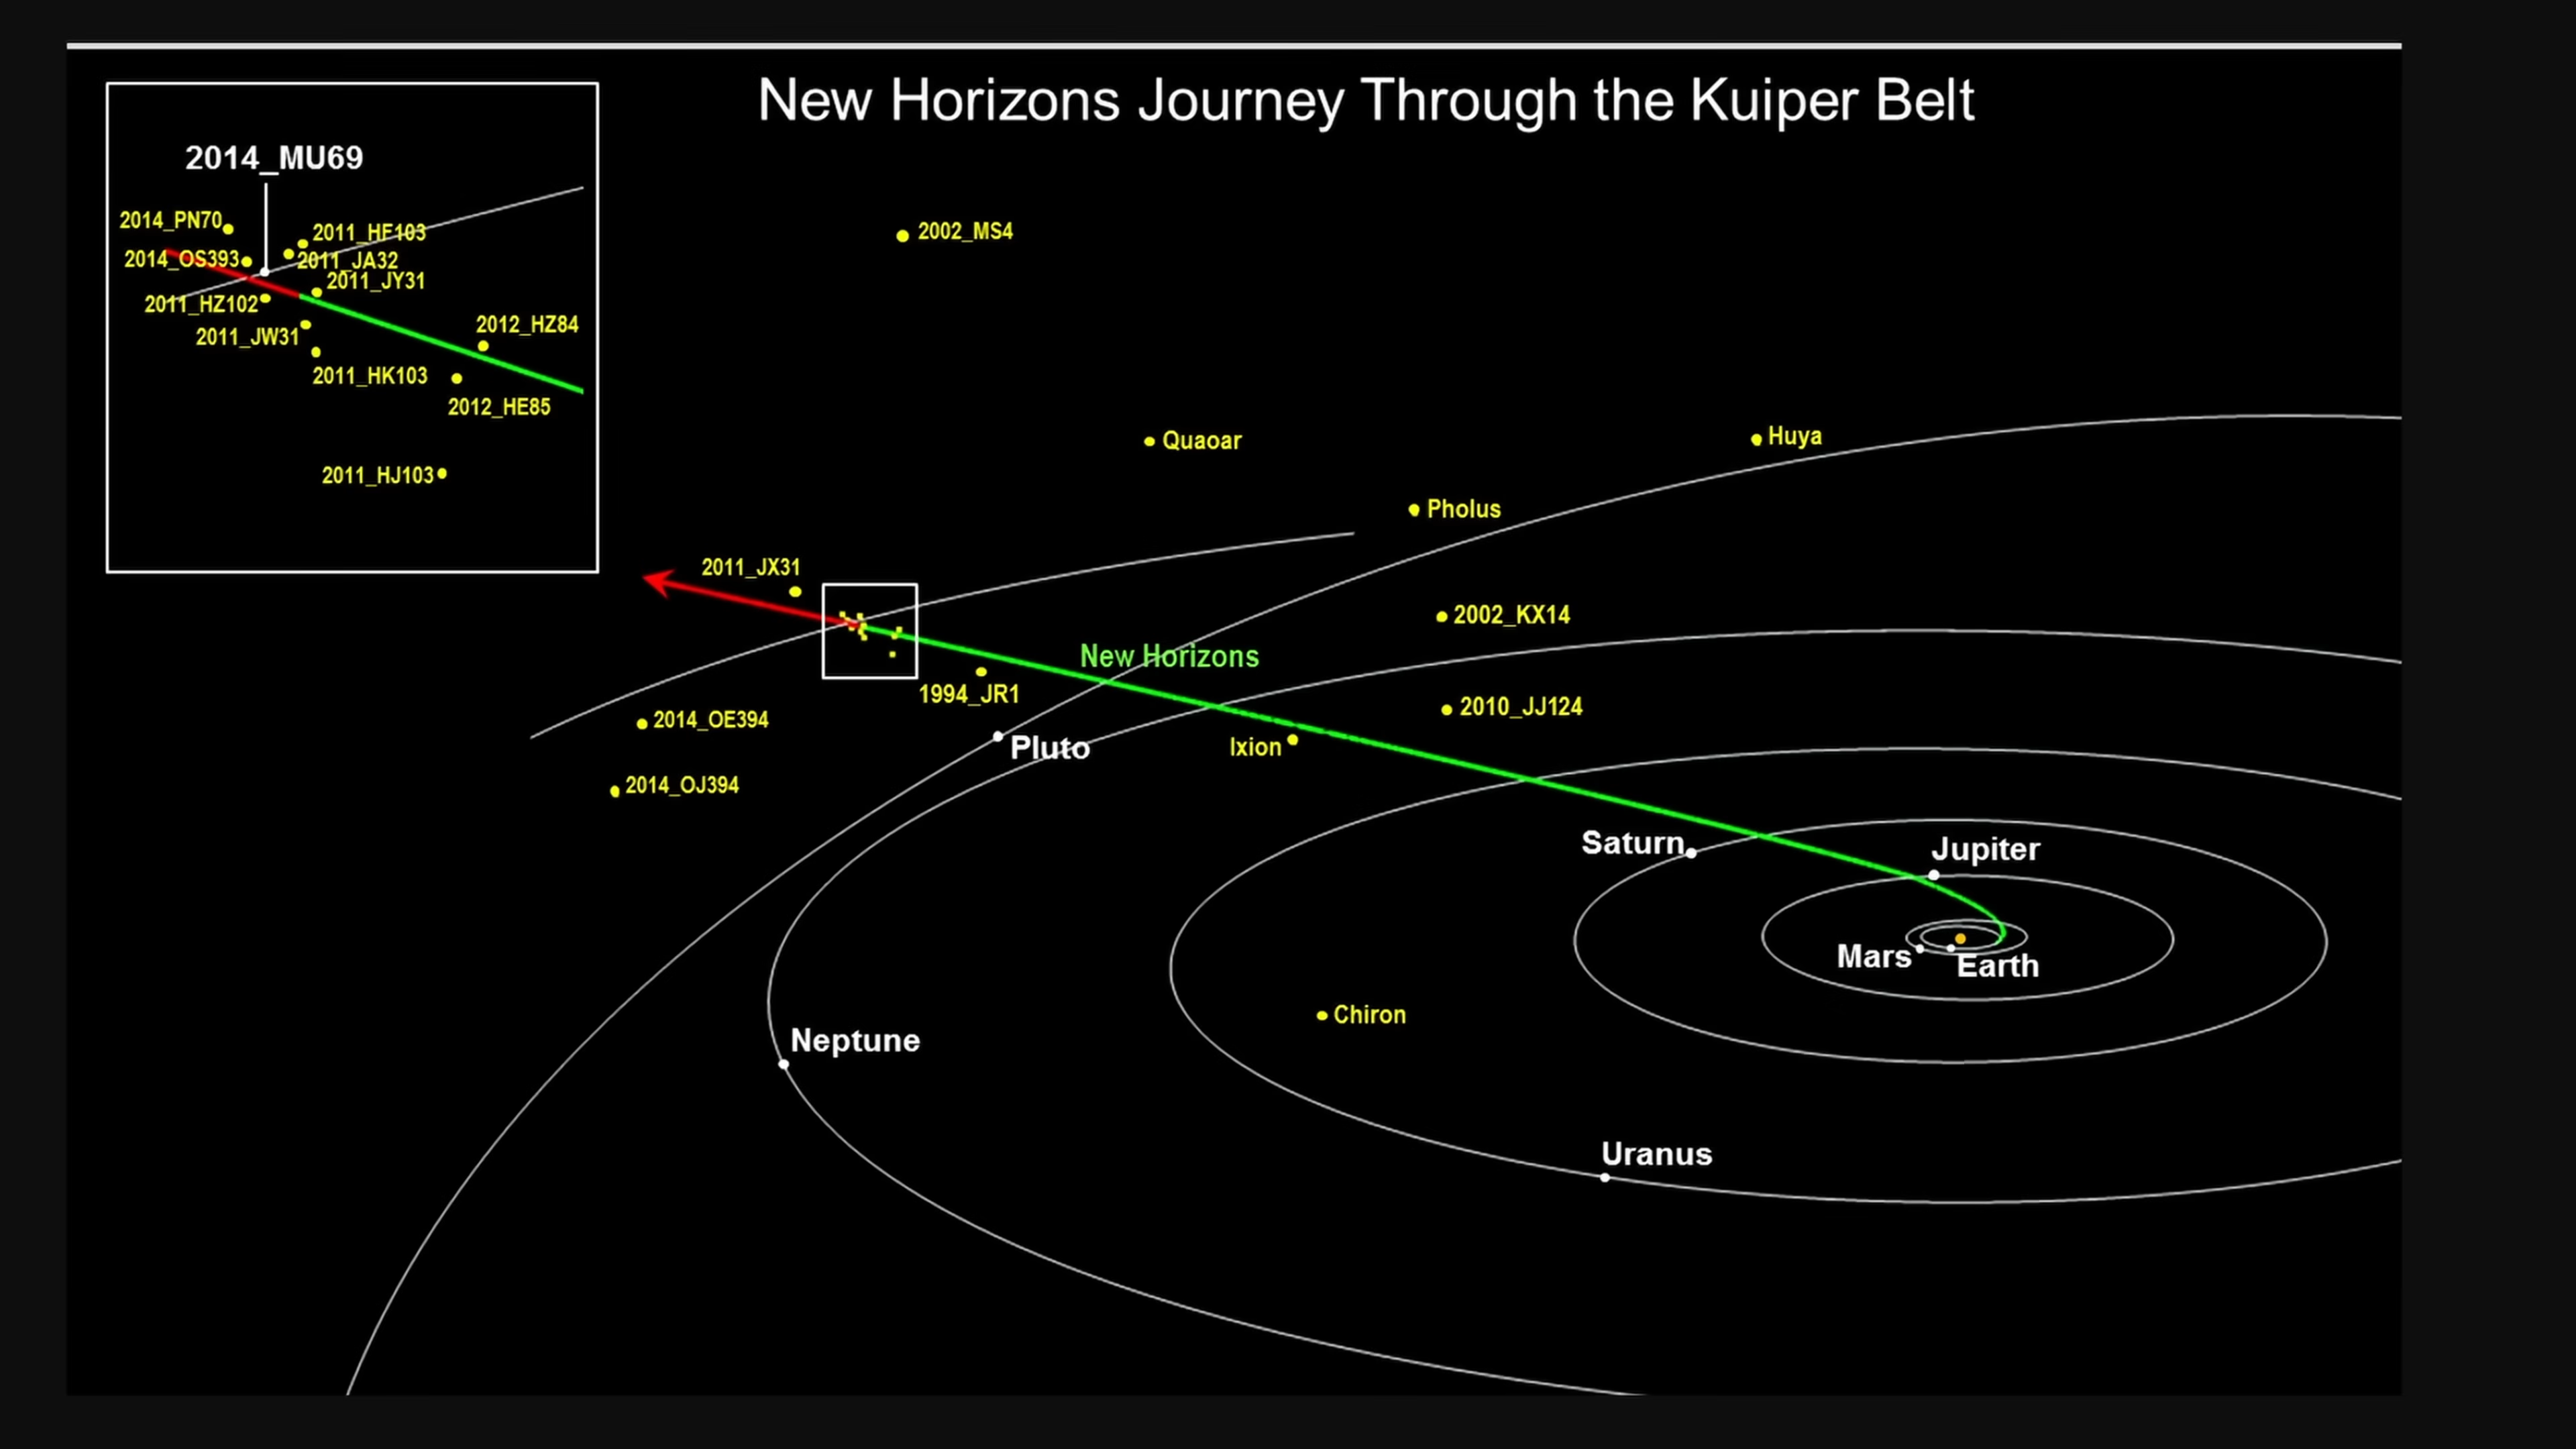 New Horizons Journey Through the Kuiper Belt
2014_MU69
2014_PN70
2011_HF103
2014_OS393
2011_JA32
2011_JY31
2011_HZ102
2011_JW31
2012_HZ84
2011_HK103
2012_HE85
2011_HJ103
2002_MS4
Quaoar
Huya
Pholus
2011_JX31
2002_KX14
New Horizons
1994_JR1
2014_OE394
2010_JJ124
Pluto
Ixion
2014_OJ394
Saturn
Jupiter
Mars
Earth
Chiron
Neptune
Uranus